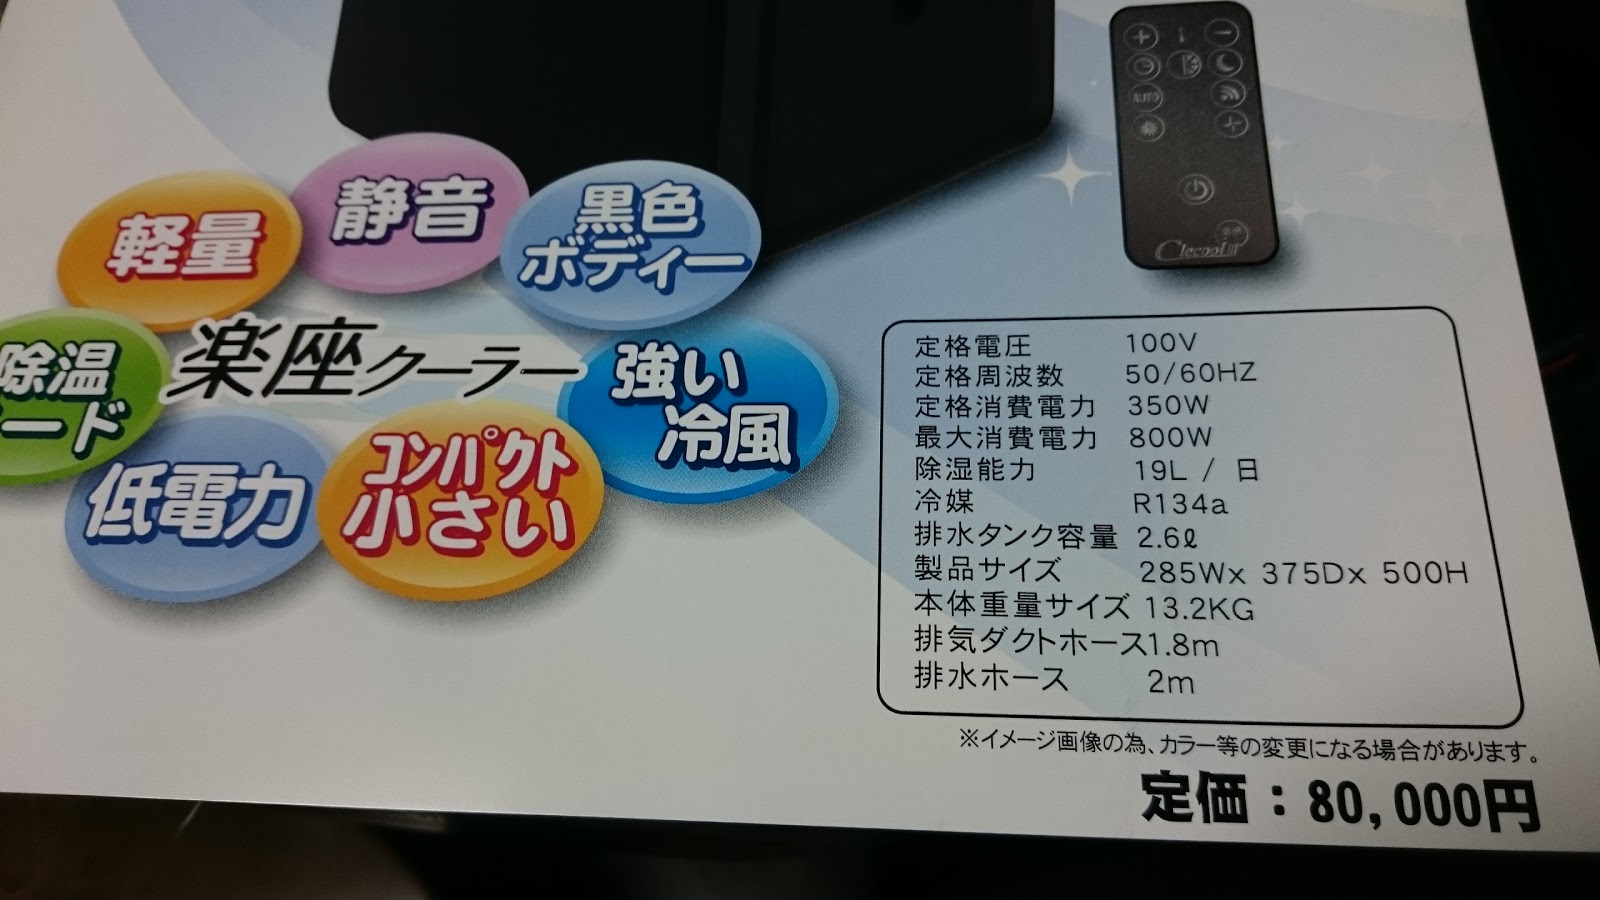 AUTO
ClecoolⅢ
軽量
静音
黒色
ボディー
除温
ード
楽座クーラー
強い
冷風
低電力
コンパクト
小さい
定格電圧 100V
定格周波数 50/60HZ
定格消費電力 350W
最大消費電力 800W
除湿能力 19L / 日
冷媒 R134a
排水タンク容量 2.6ℓ
製品サイズ 285Wx 375Dx 500H
本体重量サイズ 13.2KG
排気ダクトホース1.8m
排水ホース 2m
※イメージ画像の為、カラー等の変更になる場合があります。
定価：80,000円